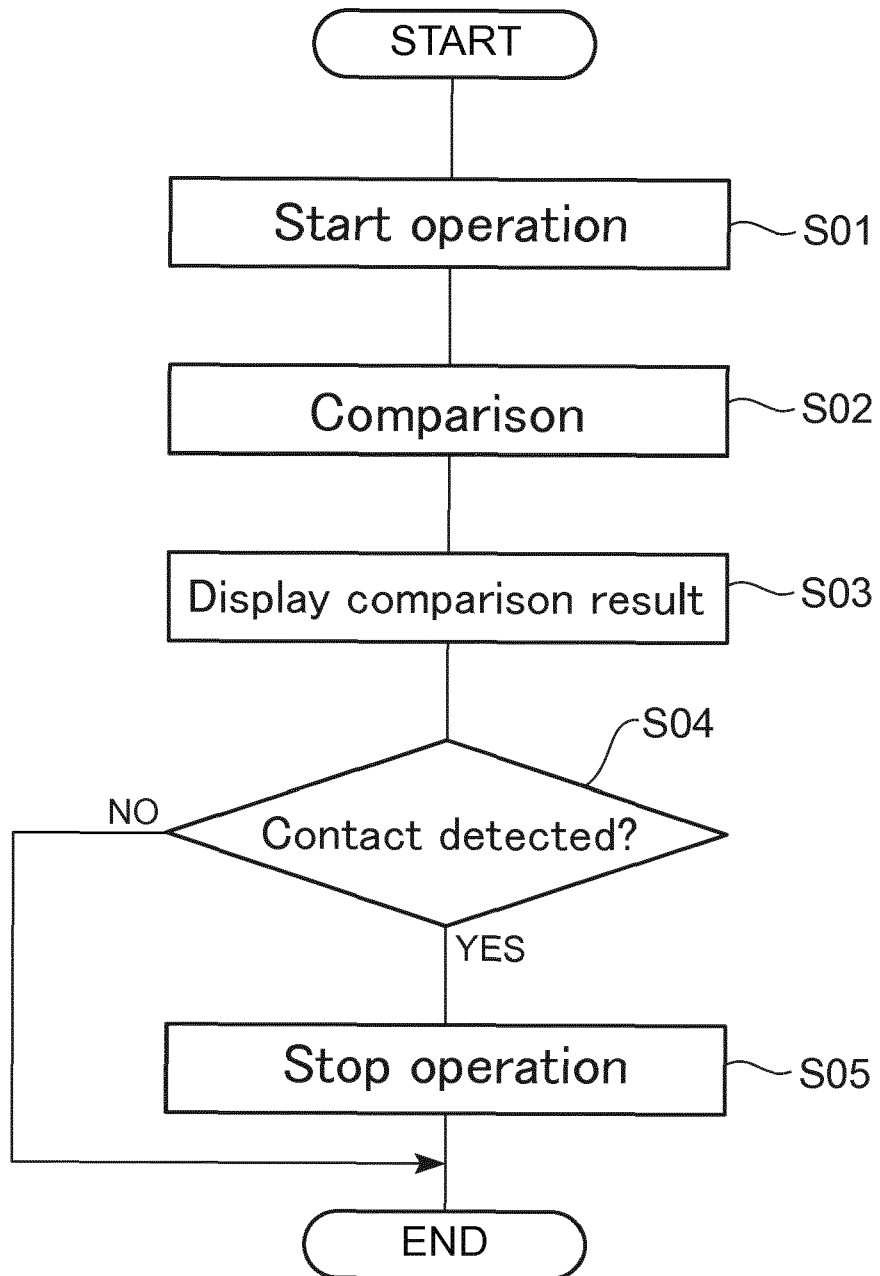 START
Start operation
S01
Comparison
S02
Display comparison result
S03
S04
NO
Contact detected?
YES
Stop operation
S05
END